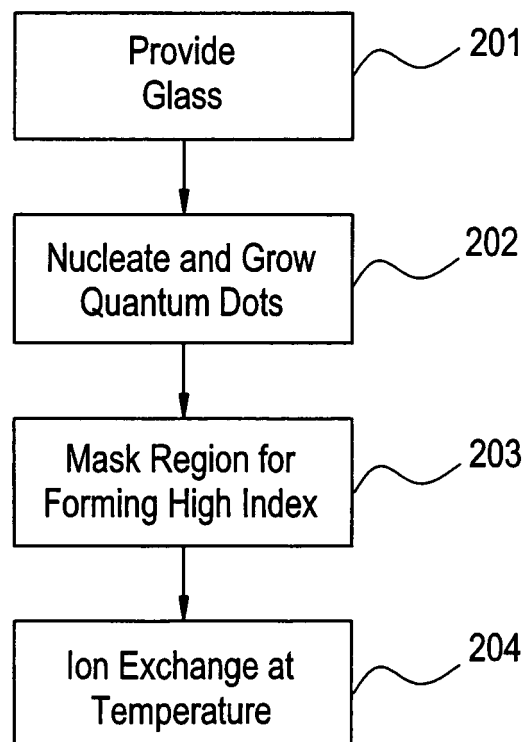 Provide
Glass
201
Nucleate and Grow
Quantum Dots
202
Mask Region for
Forming High Index
203
Ion Exchange at
Temperature
204